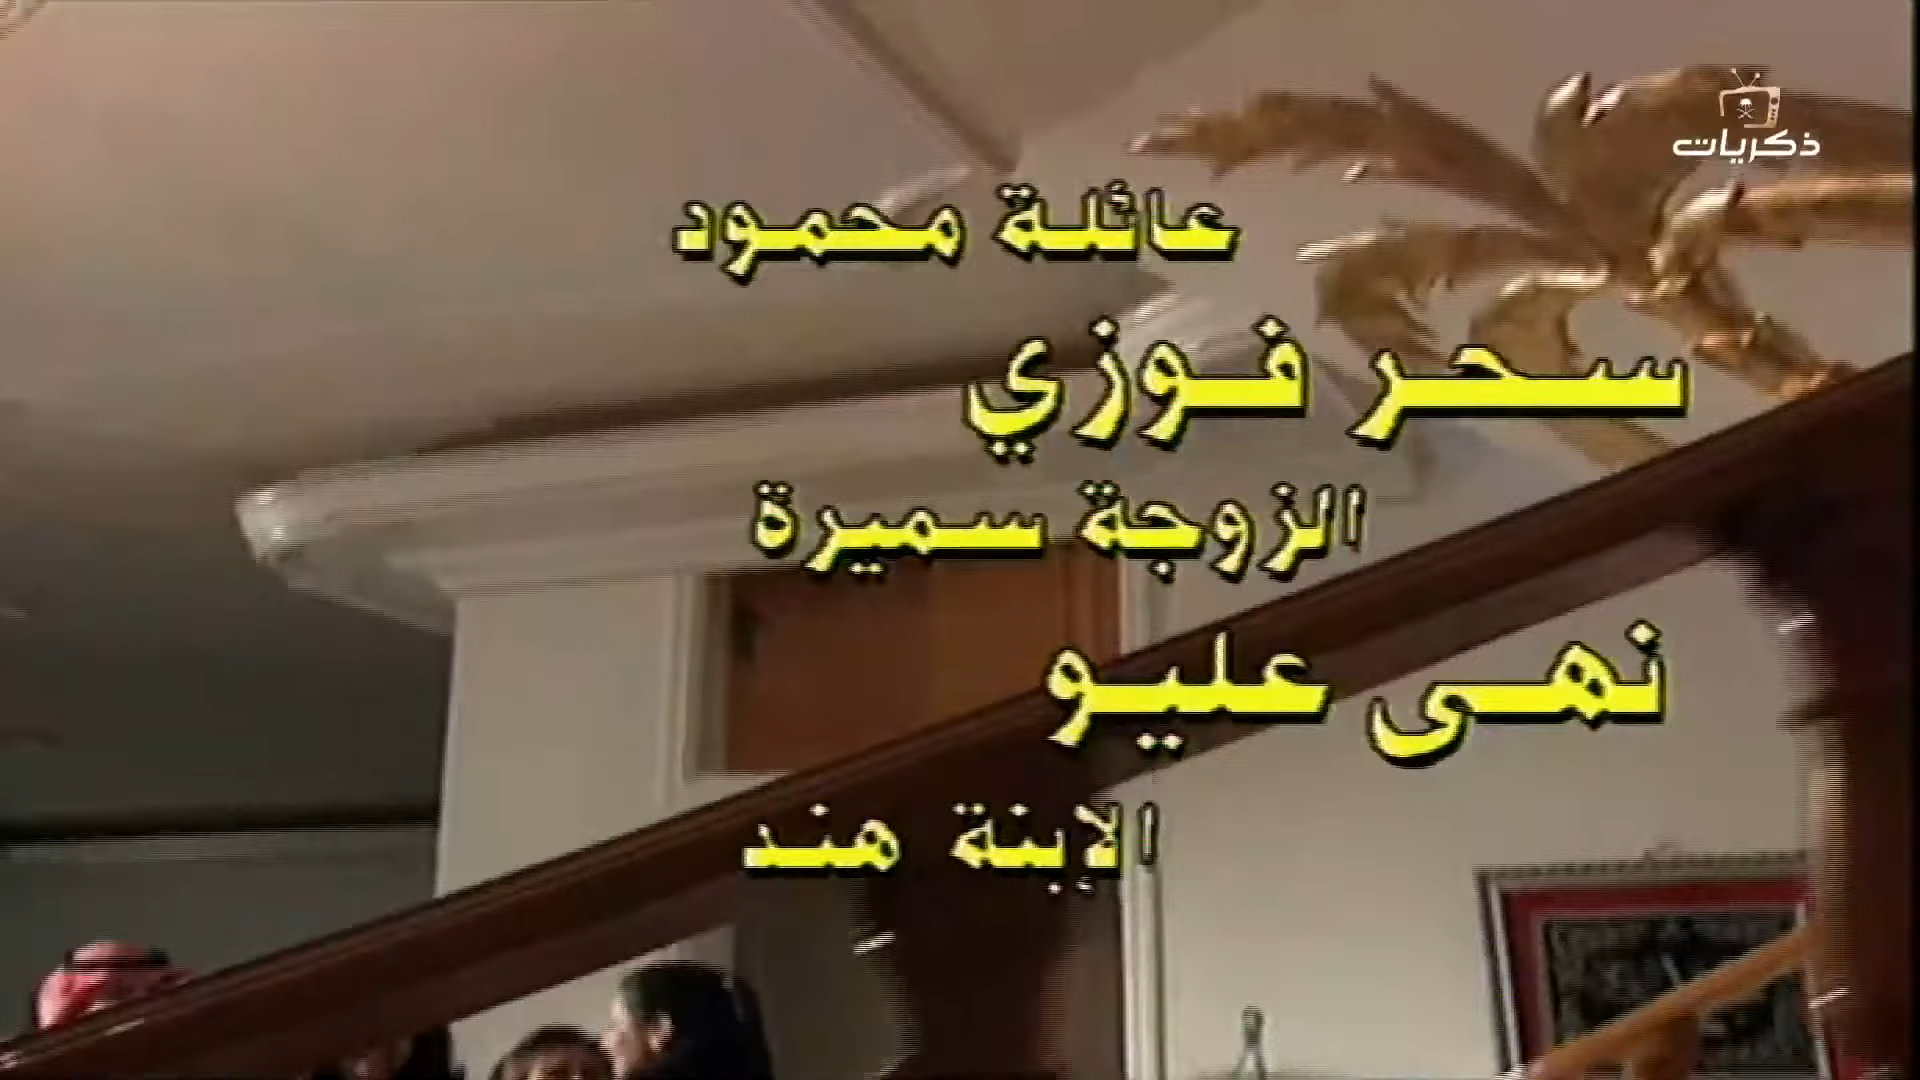 ذكريات
عائلة محمود
سحر فوزي
الزوجة سميرة
نهى عليو
الإبنة هند